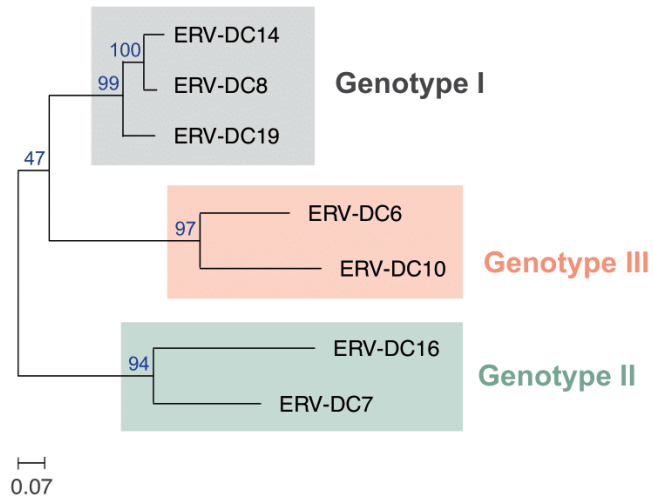 ERV-DC14
100
ERV-DC8
Genotype I
99
ERV-DC19
47
ERV-DC6
97
Genotype III
ERV-DC10
ERV-DC16
94
Genotype II
ERV-DC7
0.07